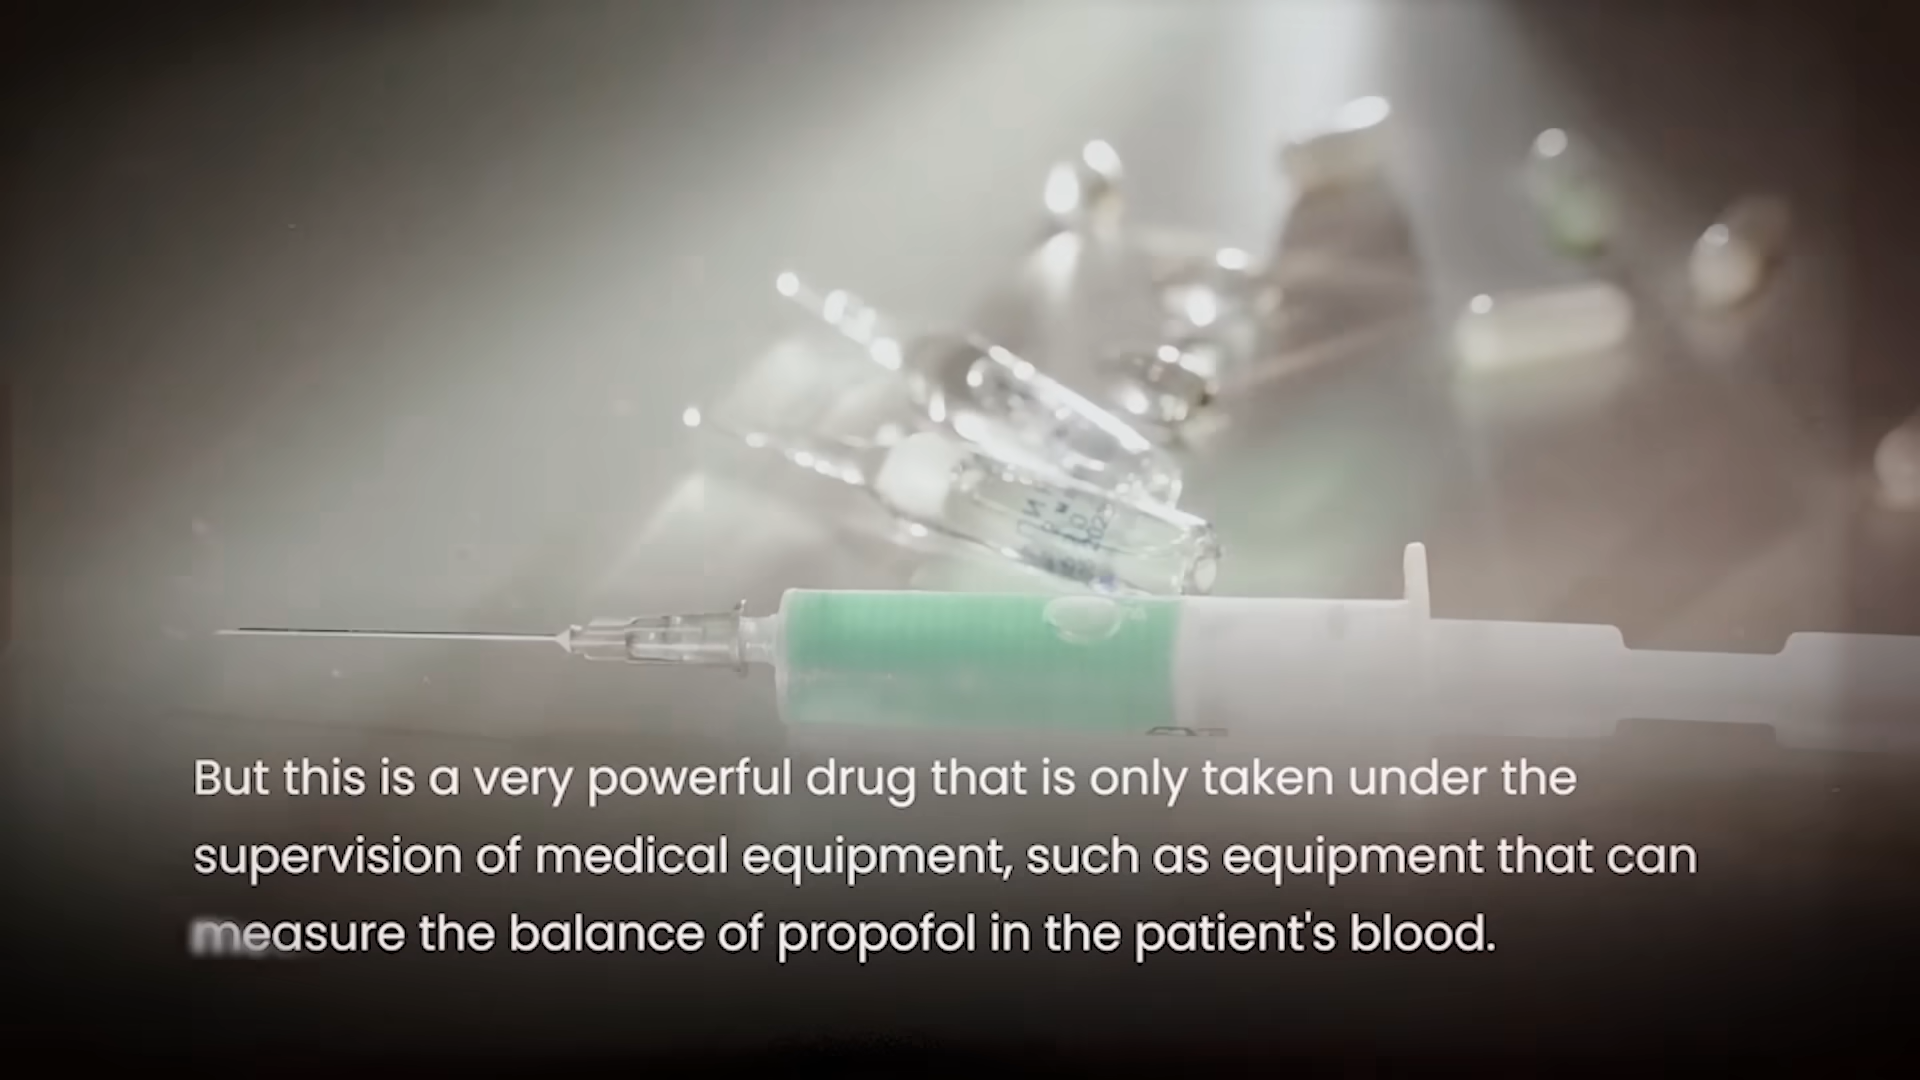 But this is a very powerful drug that is only taken under the
supervision of medical equipment, such as equipment that can
measure the balance of propofol in the patient's blood.